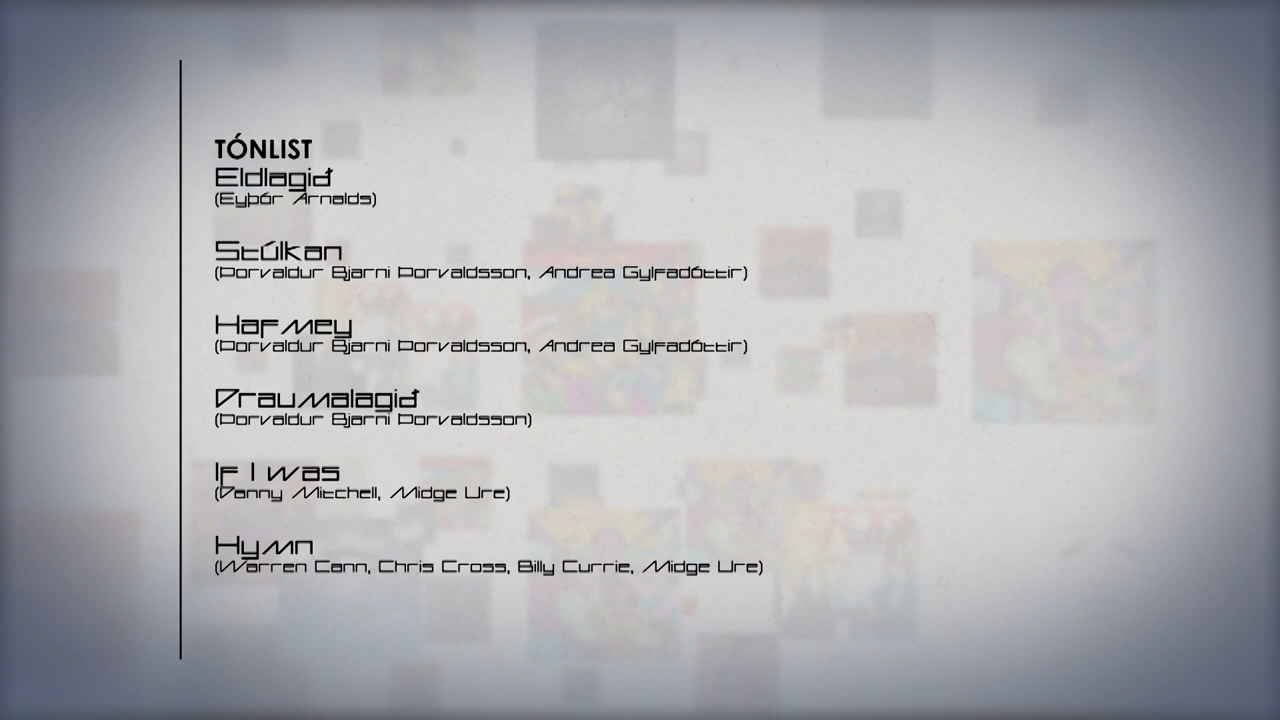 TÓNLIST
Eldlagið
(Eyþór Arnalds)
Stúlkan
(Þorvaldur Bjarni Þorvaldsson, Andrea Gylfadóttir)
Hafmey
(Þorvaldur Bjarni Þorvaldsson, Andrea Gylfadóttir)
Draumalagið
(Þorvaldur Bjarni Þorvaldsson)
If I was
(Danny Mitchell, Midge Ure)
Hymn
(Warren Cann, Chris Cross, Billy Currie, Midge Ure)